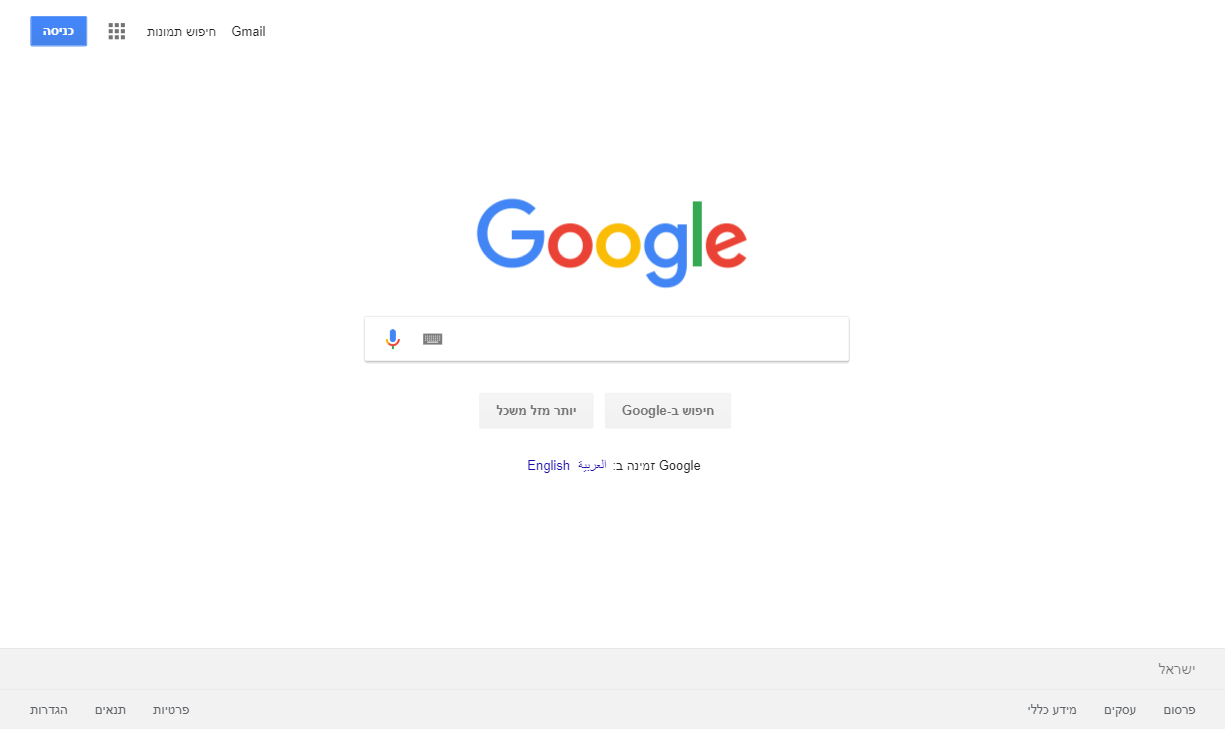 Gmail חיפוש תמונות כניסה
Google
חיפוש ב-Google יותר מזל משכל
Google זמינה ב: العربية English
ישראל
פרסום עסקים מידע כללי פרטיות תנאים הגדרות